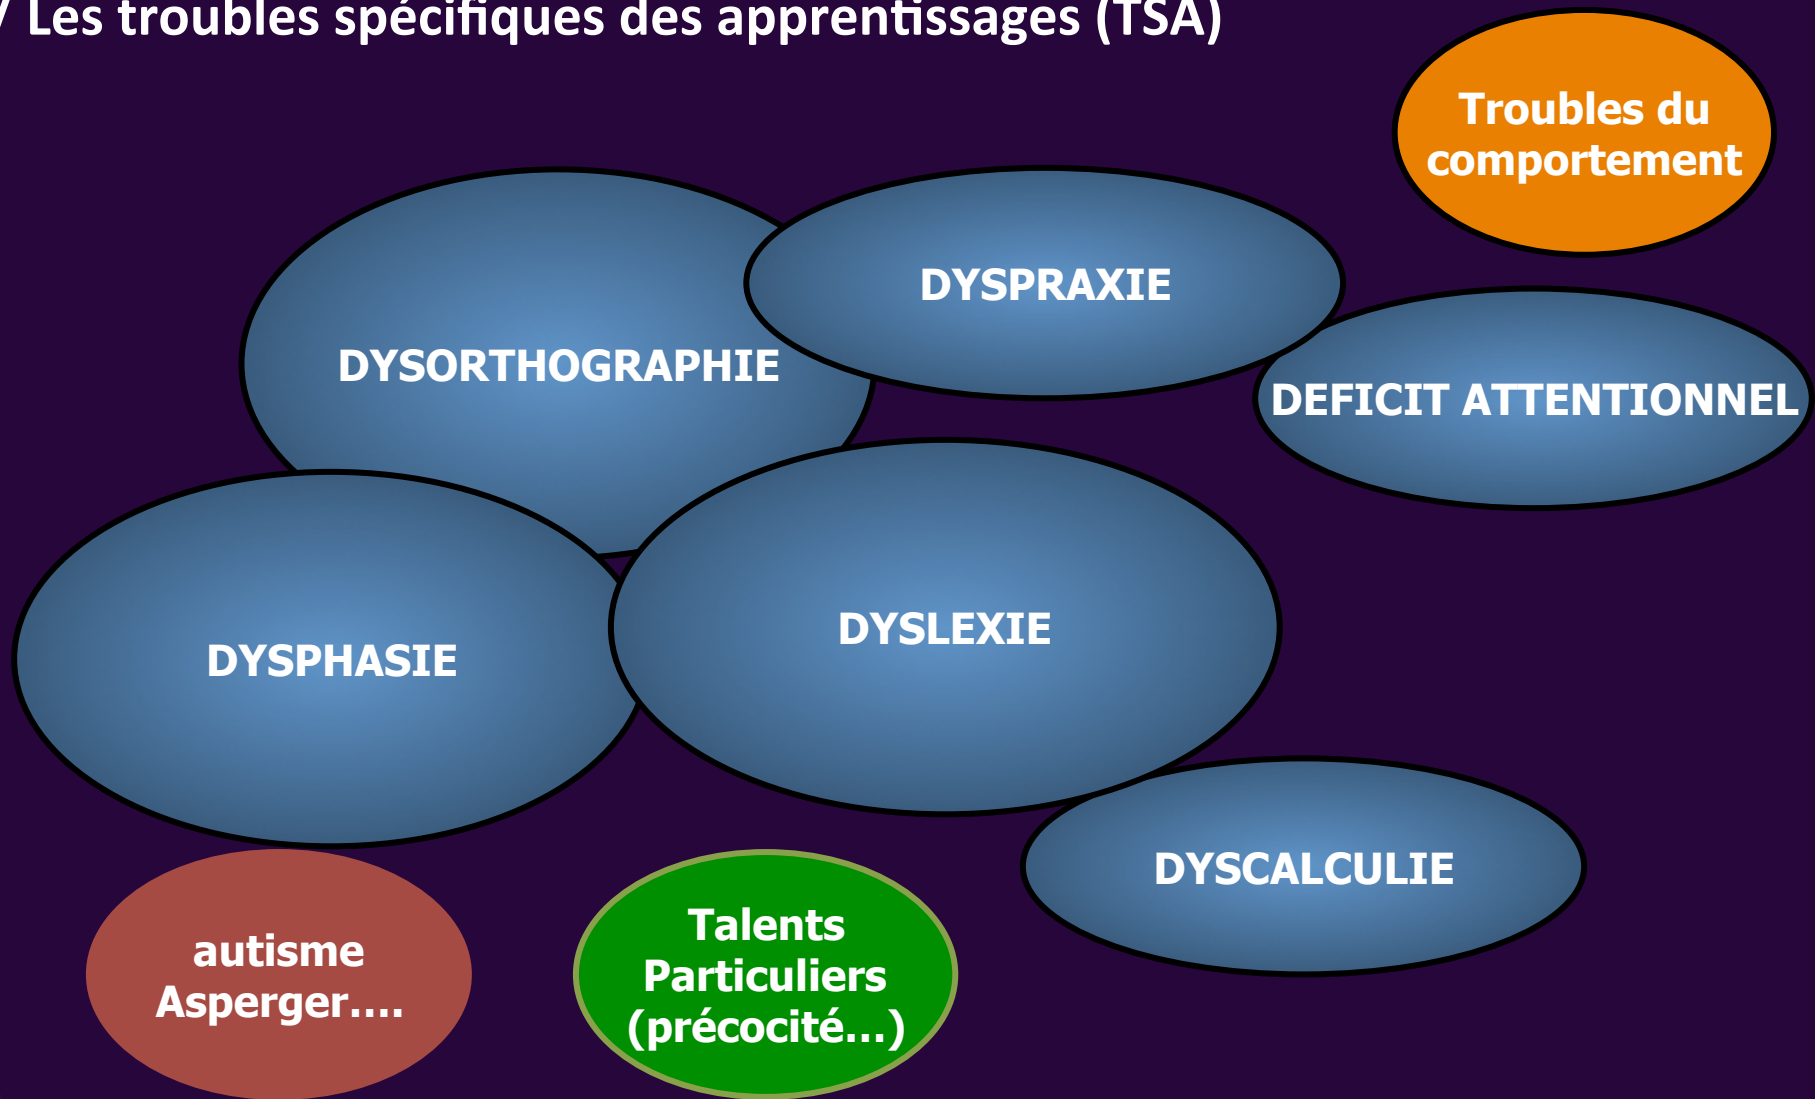 / Les troubles spécifiques des apprentissages (TSA)
Troubles du
comportement
DYSPRAXIE
DYSORTHOGRAPHIE
DEFICIT ATTENTIONNEL
DYSLEXIE
DYSPHASIE
DYSCALCULIE
autisme
Asperger....
Talents
Particuliers
(précocité...)